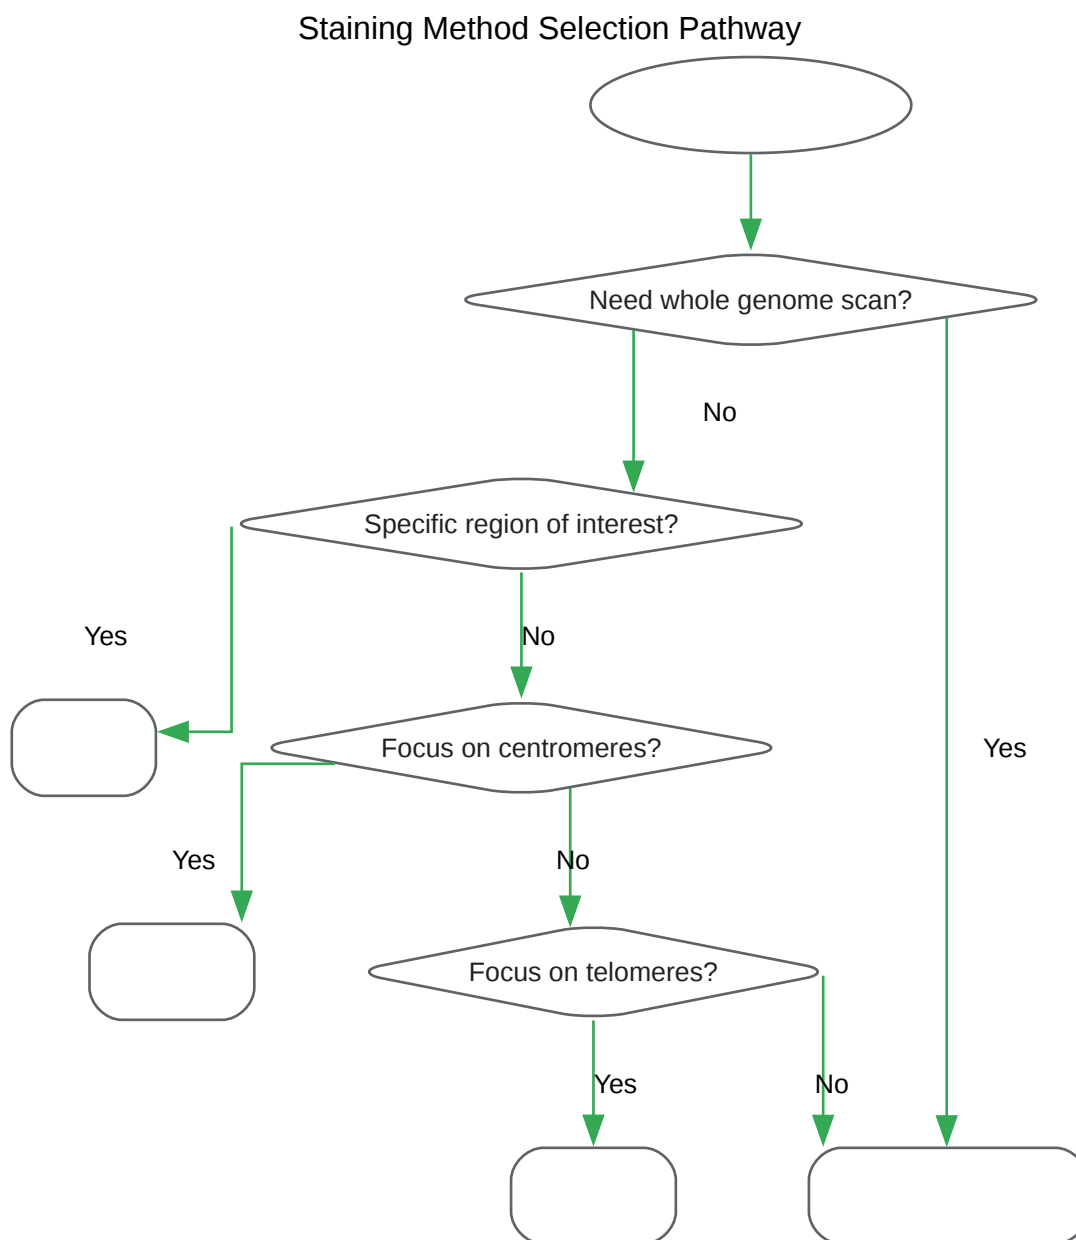 Staining Method Selection Pathway
Need whole genome scan?
No
Specific region of interest?
Yes
No
Focus on centromeres?
Yes
Yes
No
Focus on telomeres?
Yes
No